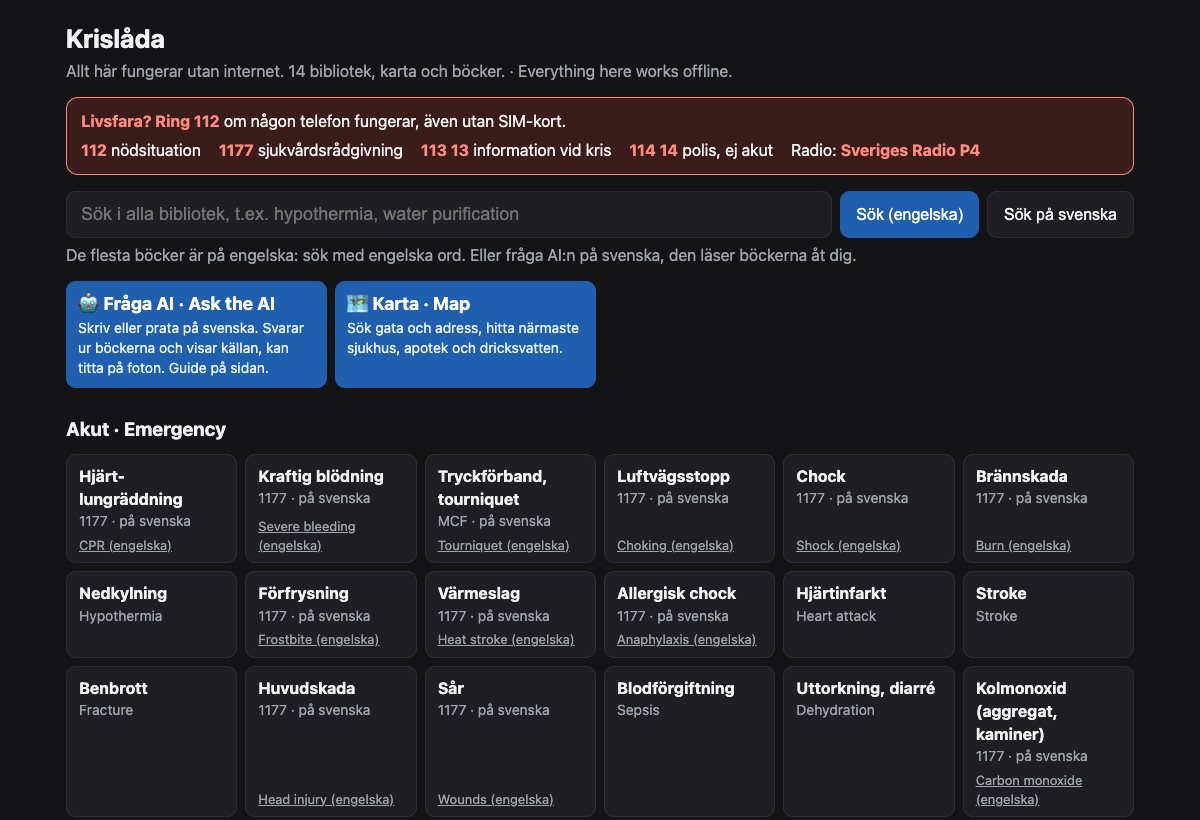 Krislåda
Allt här fungerar utan internet. 14 bibliotek, karta och böcker. · Everything here works offline.
Livsfara? Ring 112 om någon telefon fungerar, även utan SIM-kort.
112 nödsituation 1177 sjukvårdsrådgivning 113 13 information vid kris 114 14 polis, ej akut Radio: Sveriges Radio P4
Sök i alla bibliotek, t.ex. hypothermia, water purification
Sök (engelska)
Sök på svenska
De flesta böcker är på engelska: sök med engelska ord. Eller fråga AI:n på svenska, den läser böckerna åt dig.
Fråga AI · Ask the AI
Skriv eller prata på svenska. Svarar
ur böckerna och visar källan, kan
titta på foton. Guide på sidan.
Karta · Map
Sök gata och adress, hitta närmaste
sjukhus, apotek och dricksvatten.
Akut · Emergency
Hjärt-
lungräddning
1177 · på svenska
CPR (engelska)
Kraftig blödning
1177 · på svenska
Severe bleeding
(engelska)
Tryckförband,
tourniquet
MCF · på svenska
Tourniquet (engelska)
Luftvägsstopp
1177 · på svenska
Choking (engelska)
Chock
1177 · på svenska
Shock (engelska)
Brännskada
1177 · på svenska
Burn (engelska)
Nedkylning
Hypothermia
Förfrysning
1177 · på svenska
Frostbite (engelska)
Värmeslag
1177 · på svenska
Heat stroke (engelska)
Allergisk chock
1177 · på svenska
Anaphylaxis (engelska)
Hjärtinfarkt
Heart attack
Stroke
Stroke
Benbrott
Fracture
Huvudskada
1177 · på svenska
Head injury (engelska)
Sår
1177 · på svenska
Wounds (engelska)
Blodförgiftning
Sepsis
Uttorkning, diarré
Dehydration
Kolmonoxid
(aggregat,
kaminer)
1177 · på svenska
Carbon monoxide
(engelska)